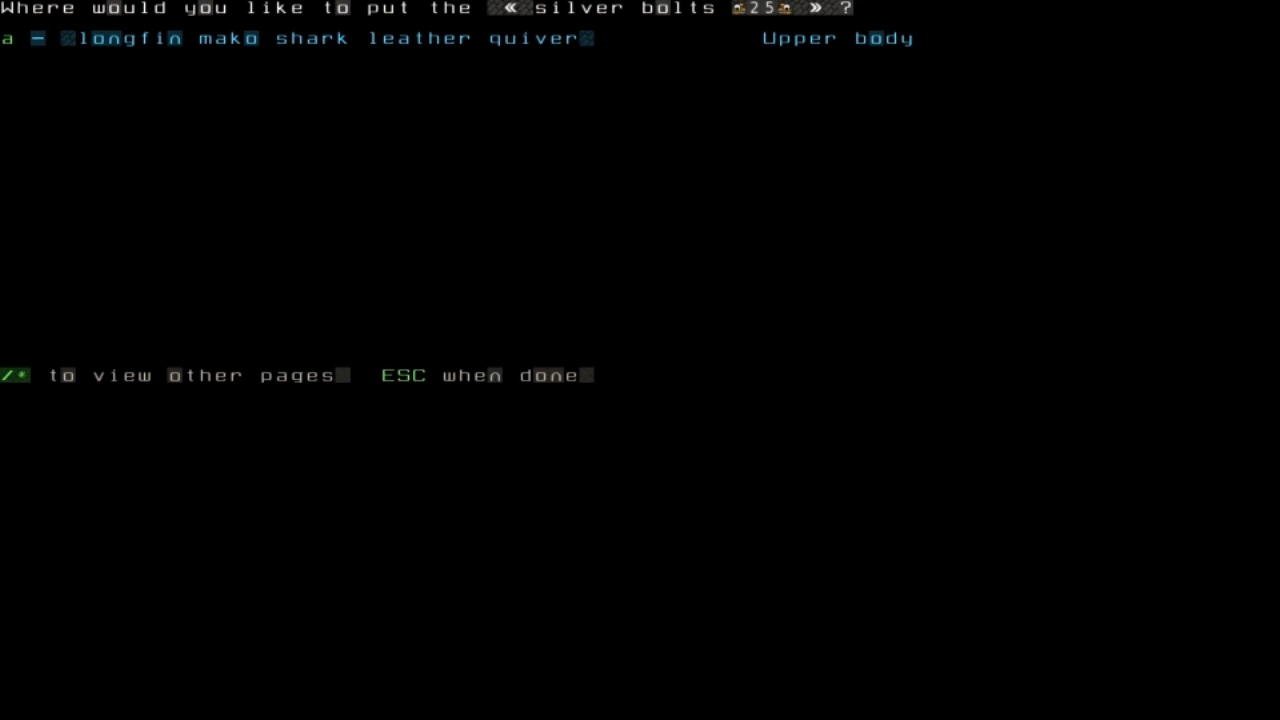 Where would you like to put the «silver bolts 25» ?
a - longfin mako shark leather quiver Upper body
/* to view other pages ESC when done